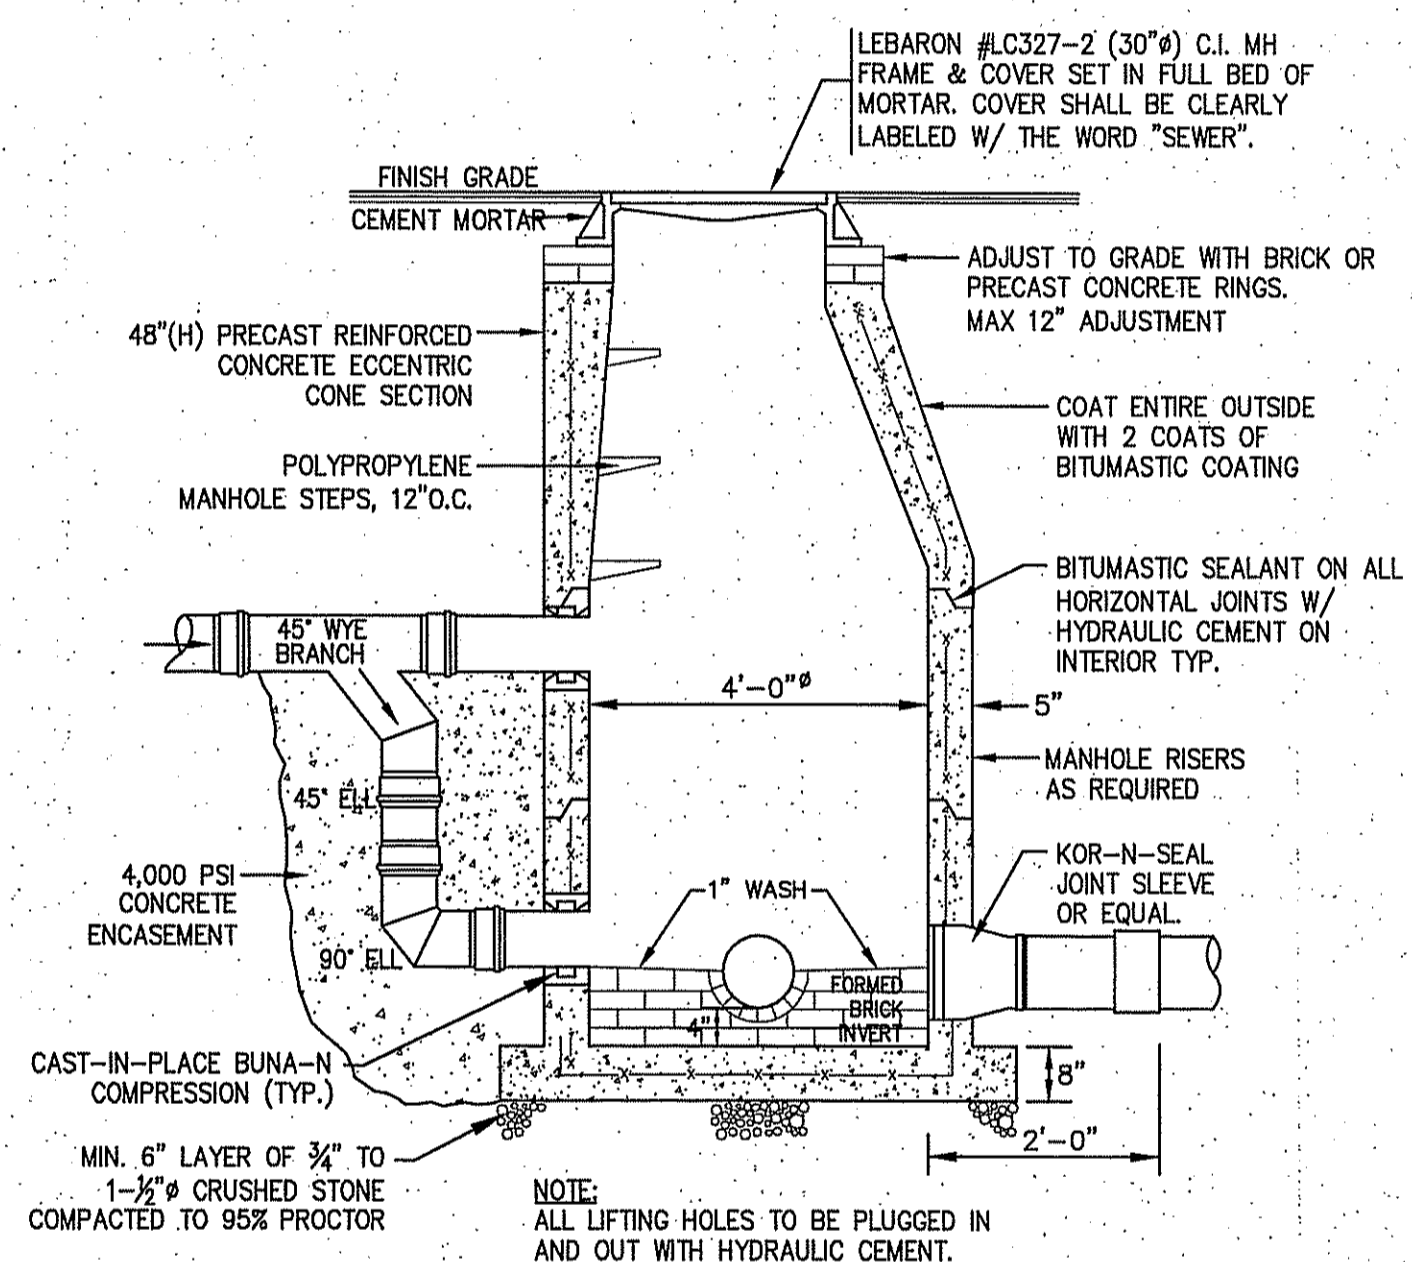 LEBARON #LC327-2 (30"ø) C.I. MH
FRAME & COVER SET IN FULL BED OF
MORTAR. COVER SHALL BE CLEARLY
LABELED W/ THE WORD "SEWER".
FINISH GRADE
CEMENT MORTAR
ADJUST TO GRADE WITH BRICK OR
PRECAST CONCRETE RINGS.
MAX 12" ADJUSTMENT
48"(H) PRECAST REINFORCED
CONCRETE ECCENTRIC
CONE SECTION
COAT ENTIRE OUTSIDE
WITH 2 COATS OF
BITUMASTIC COATING
POLYPROPYLENE
MANHOLE STEPS, 12"O.C.
BITUMASTIC SEALANT ON ALL
HORIZONTAL JOINTS W/
HYDRAULIC CEMENT ON
INTERIOR TYP.
45° WYE
BRANCH
4'-0"ø
5"
MANHOLE RISERS
AS REQUIRED
45° ELL
KOR-N-SEAL
JOINT SLEEVE
OR EQUAL.
4,000 PSI
CONCRETE
ENCASEMENT
1" WASH
90° ELL
FORMED
BRICK
INVERT
4"
CAST-IN-PLACE BUNA-N
COMPRESSION (TYP.)
8"
2'-0"
MIN. 6" LAYER OF ¾" TO
1-½"ø CRUSHED STONE
COMPACTED TO 95% PROCTOR
NOTE:
ALL LIFTING HOLES TO BE PLUGGED IN
AND OUT WITH HYDRAULIC CEMENT.